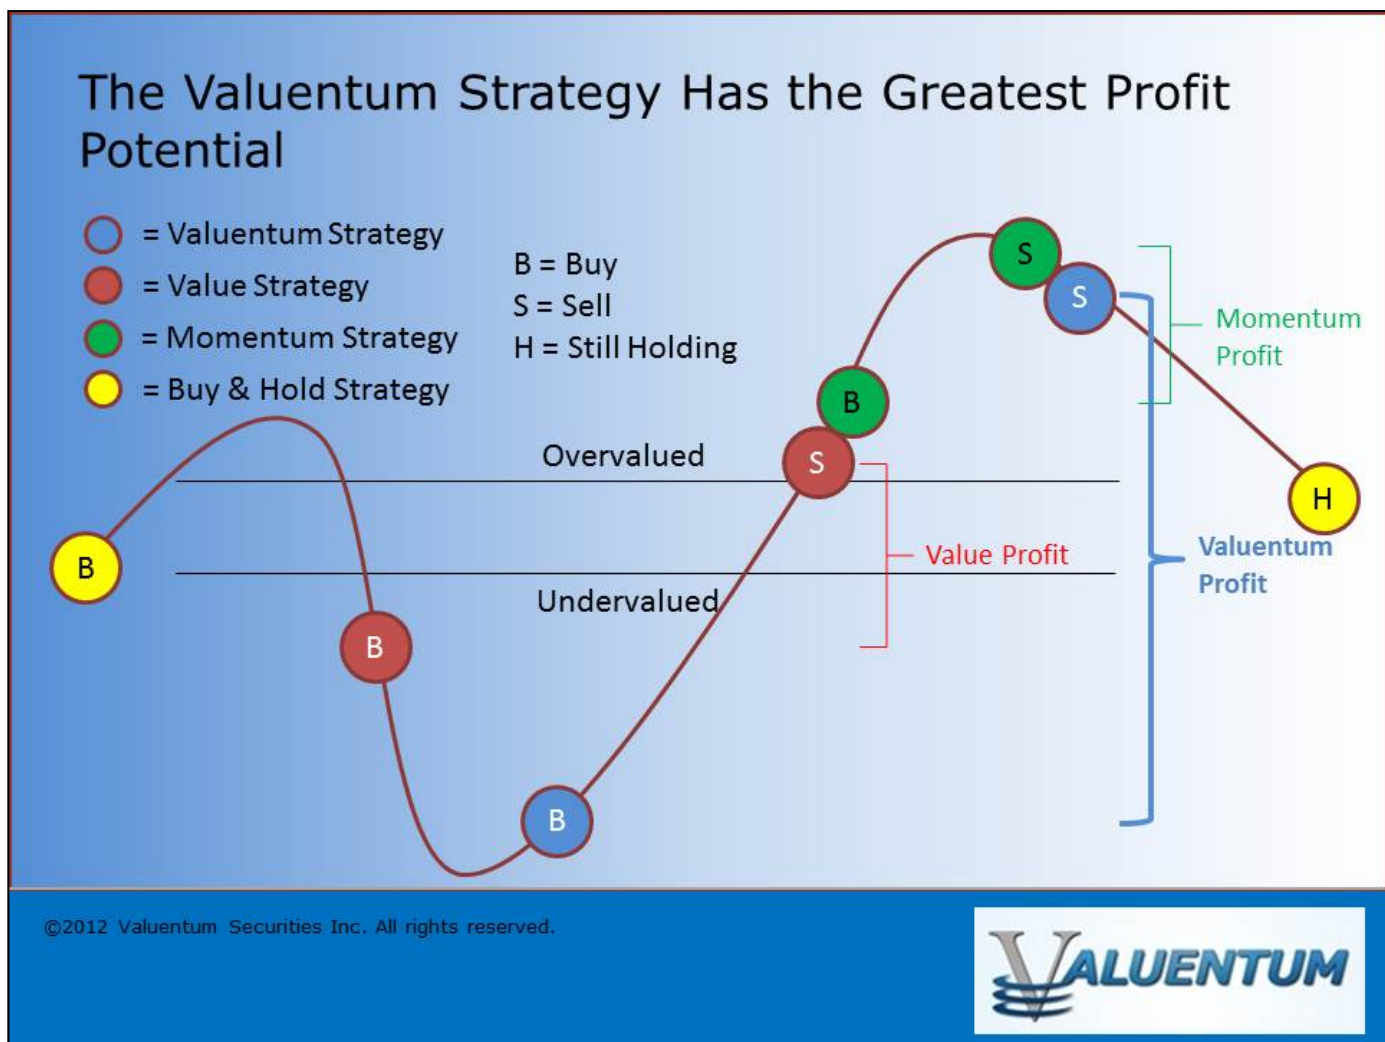 The Valuentum Strategy Has the Greatest Profit
Potential
= Valuentum Strategy
= Value Strategy
= Momentum Strategy
= Buy & Hold Strategy
B = Buy
S = Sell
H = Still Holding
S
S
Momentum
Profit
B
Overvalued
S
H
B
Value Profit
Valuentum
Profit
Undervalued
B
B
©2012 Valuentum Securities Inc. All rights reserved.
VALUENTUM